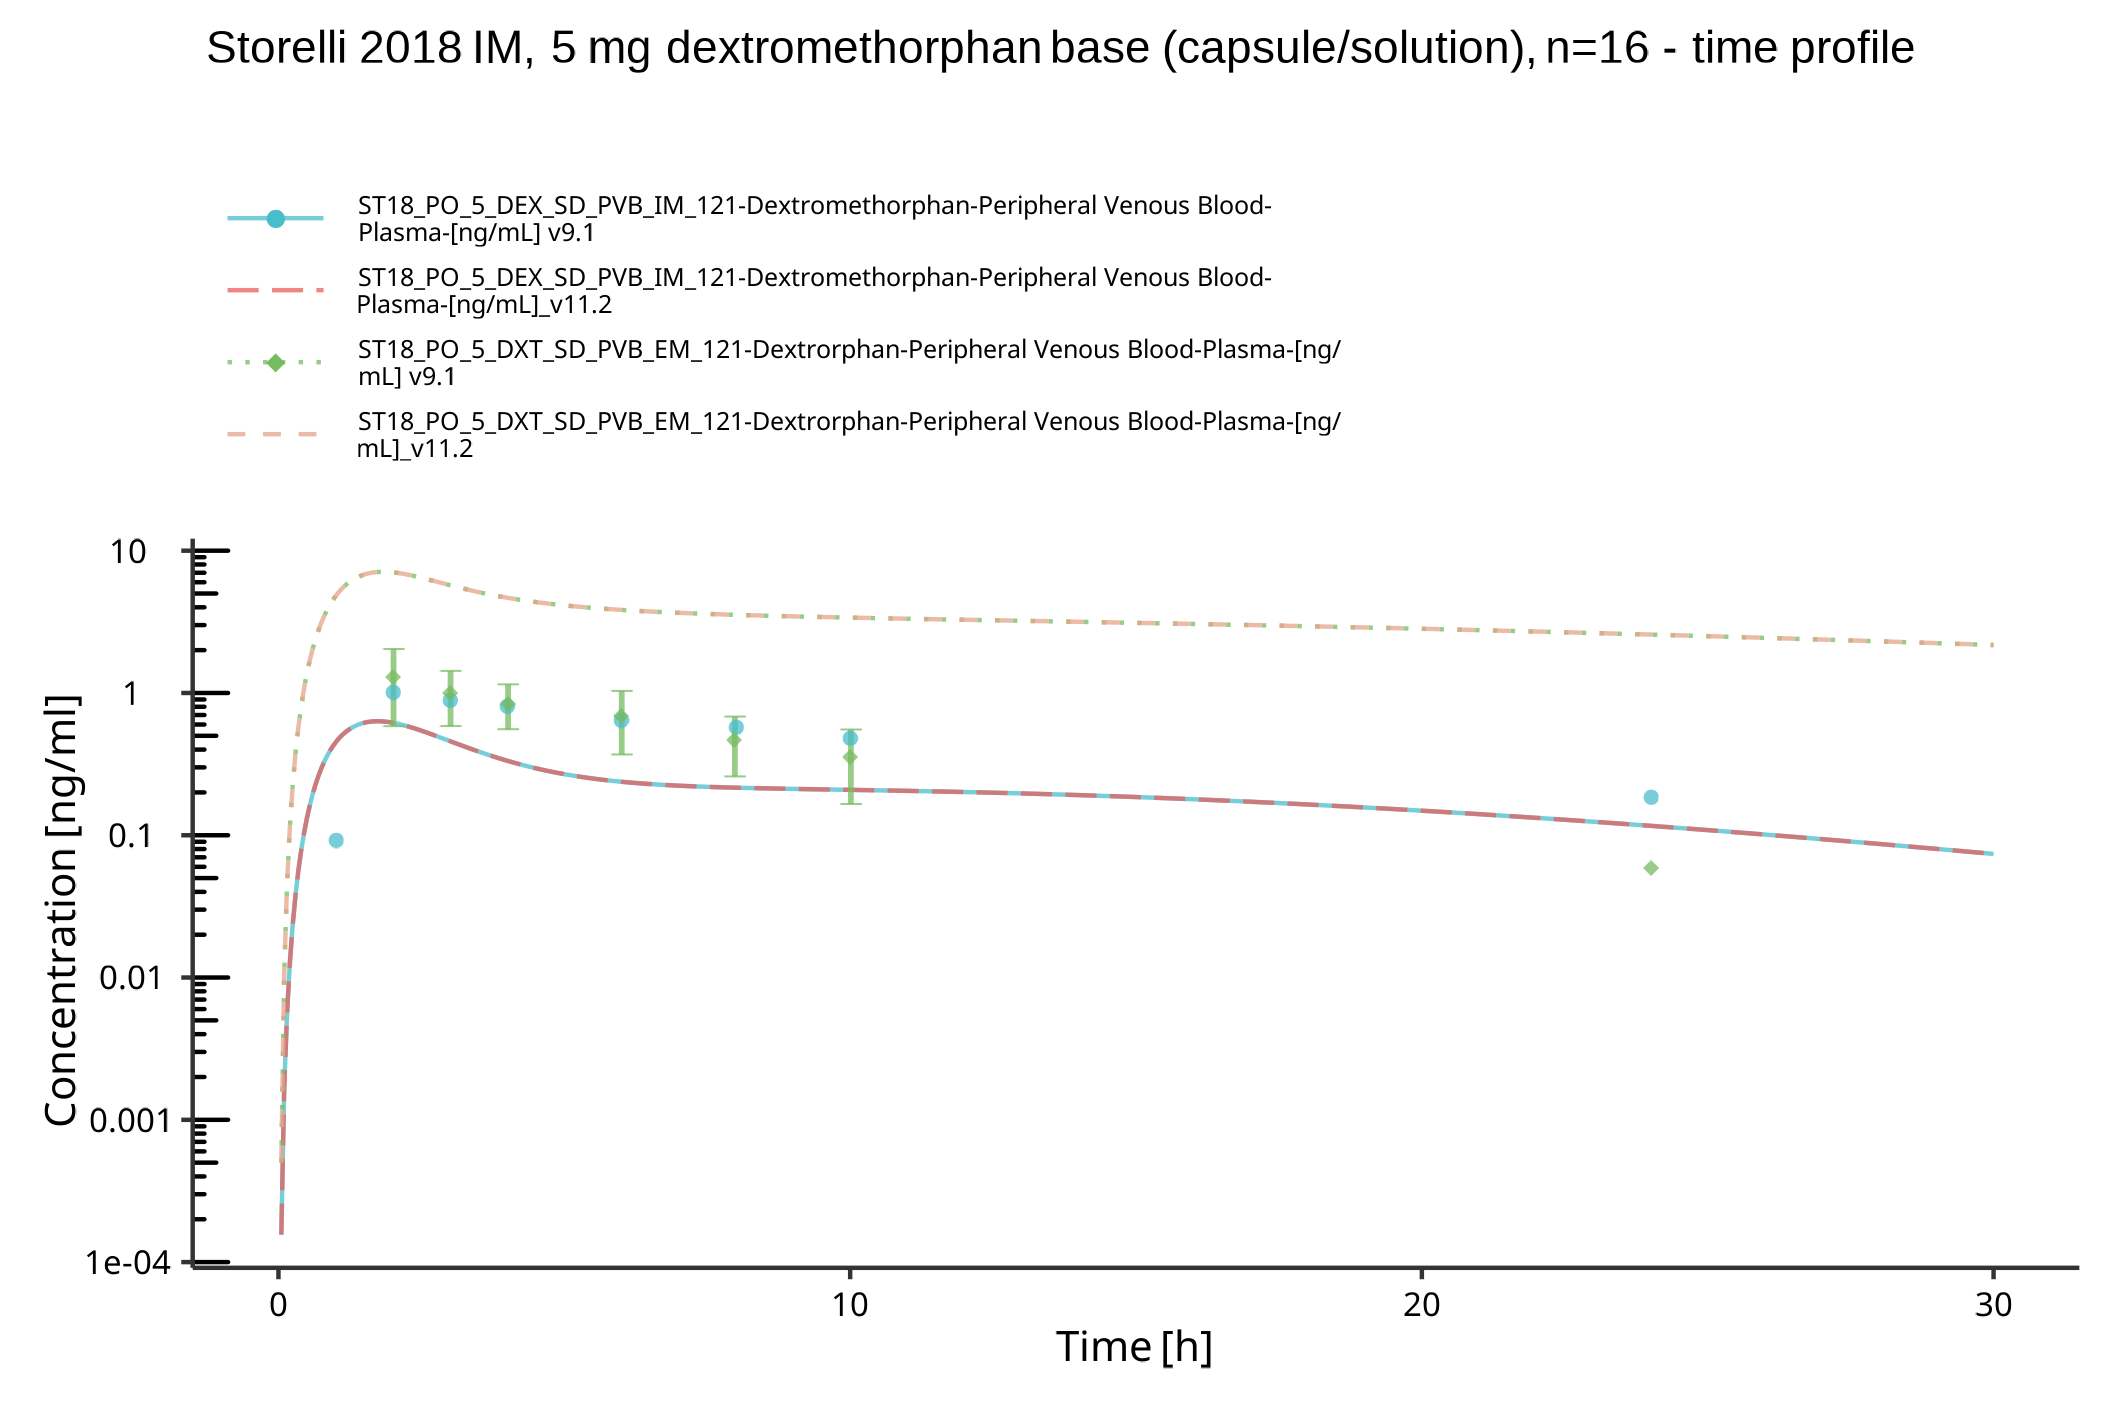 Storelli 2018 IM, 5 mg dextromethorphan base (capsule/solution), n=16 - time profile
ST18_PO_5_DEX_SD_PVB_IM_121-Dextromethorphan-Peripheral Venous Blood-
Plasma-[ng/mL] v9.1
ST18_PO_5_DEX_SD_PVB_IM_121-Dextromethorphan-Peripheral Venous Blood-
Plasma-[ng/mL]_v11.2
ST18_PO_5_DXT_SD_PVB_EM_121-Dextrorphan-Peripheral Venous Blood-Plasma-[ng/
mL] v9.1
ST18_PO_5_DXT_SD_PVB_EM_121-Dextrorphan-Peripheral Venous Blood-Plasma-[ng/
mL]_v11.2
Concentration [ng/ml]
10
1
0.1
0.01
0.001
1e-04
0 10 20 30
Time [h]